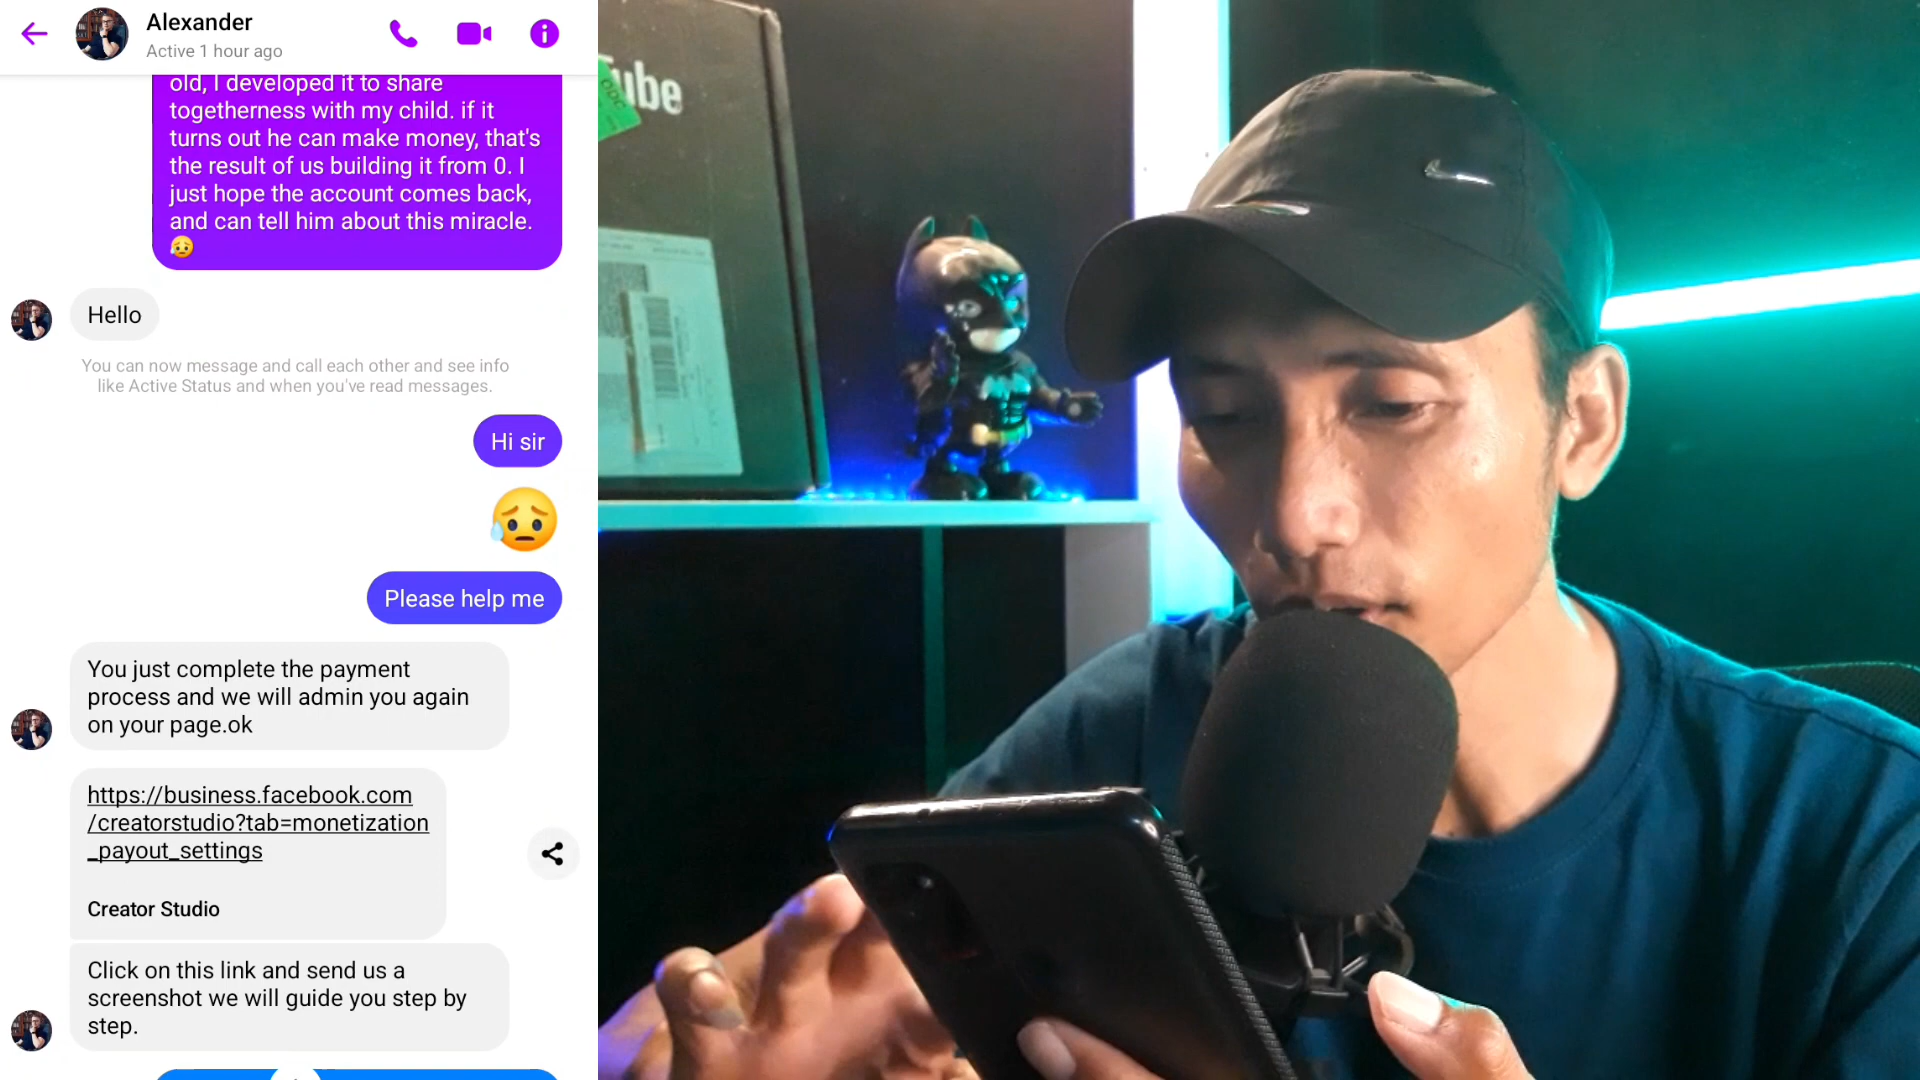 Alexander
Active 1 hour ago
old, I developed it to share
togetherness with my child. if it
turns out he can make money, that's
the result of us building it from 0. I
just hope the account comes back,
and can tell him about this miracle.
😥
Hello
You can now message and call each other and see info
like Active Status and when you've read messages.
Hi sir
😥
Please help me
You just complete the payment
process and we will admin you again
on your page.ok
https://business.facebook.com
/creatorstudio?tab=monetization
_payout_settings
Creator Studio
Click on this link and send us a
screenshot we will guide you step by
step.
ube